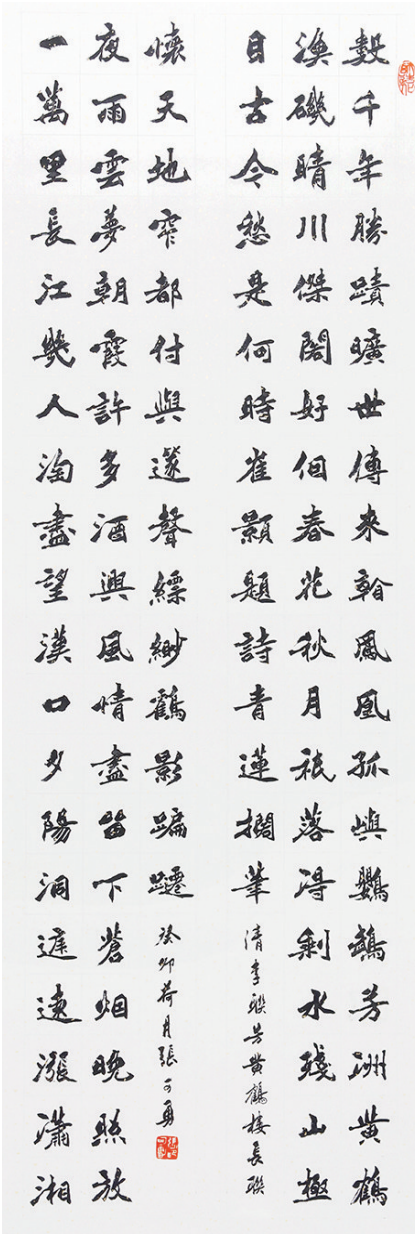 數千年勝蹟曠世傳來看鳳凰孤嶼鸚鵡芳洲黃鶴
漁磯晴川傑閣好個春花秋月祇落得剩水殘山極
目古今愁是何時崔顥題詩青蓮擱筆
清李聯芳黃鶴樓長聯
一萬里長江幾人淘盡望漢口夕陽洞庭遠漲瀟湘
夜雨雲夢朝霞許多酒興風情盡留下蒼烟晚照放
懷天地窄都付與篴聲縹緲鶴影蹁躚
癸卯荷月張可勇